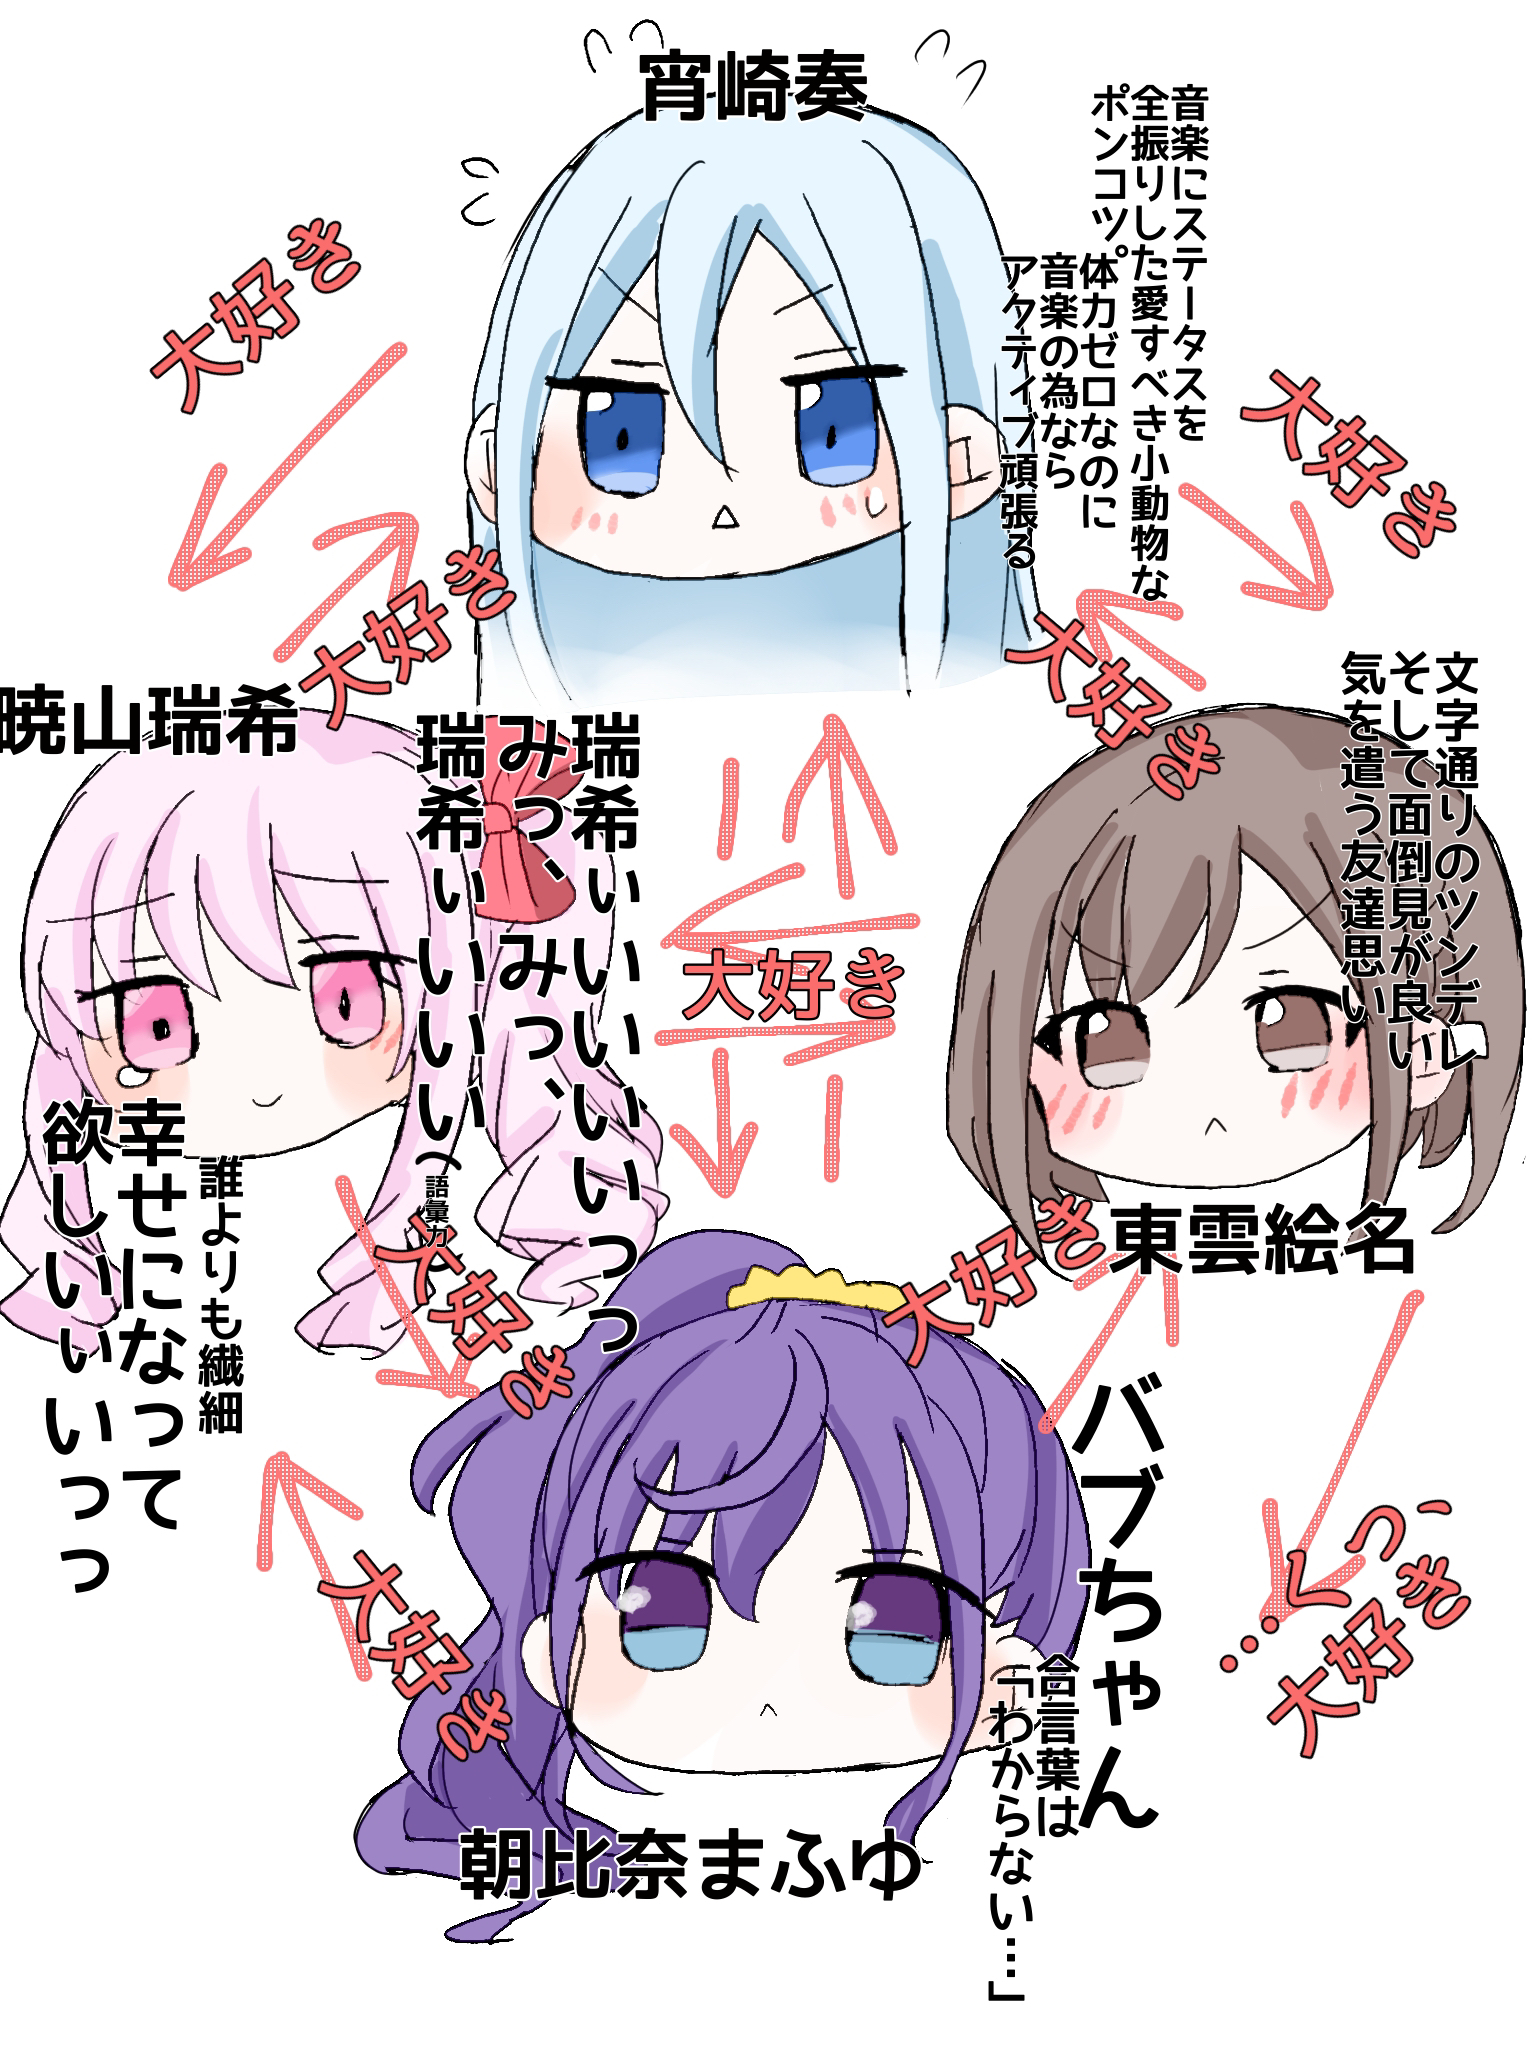 宵崎奏
音楽にステータスを
全振りした愛すべき小動物な
ポンコツ。
体力ゼロなのに
音楽の為なら
アクティブ頑張る
大好き
大好き
大好き
大好き
暁山瑞希
瑞希ぃいいいいっっ
みっ、みっ、
瑞希ぃいいい(語彙力)
誰よりも繊細
幸せになって
欲しいぃいっっ
大好き
文字通りのツンデレ
そして面倒見が良い
気を遣う友達思い
東雲絵名
大好き
大好き
大好き
…くっ、
大好き
バブちゃん
合言葉は
「わからない…」
朝比奈まふゆ